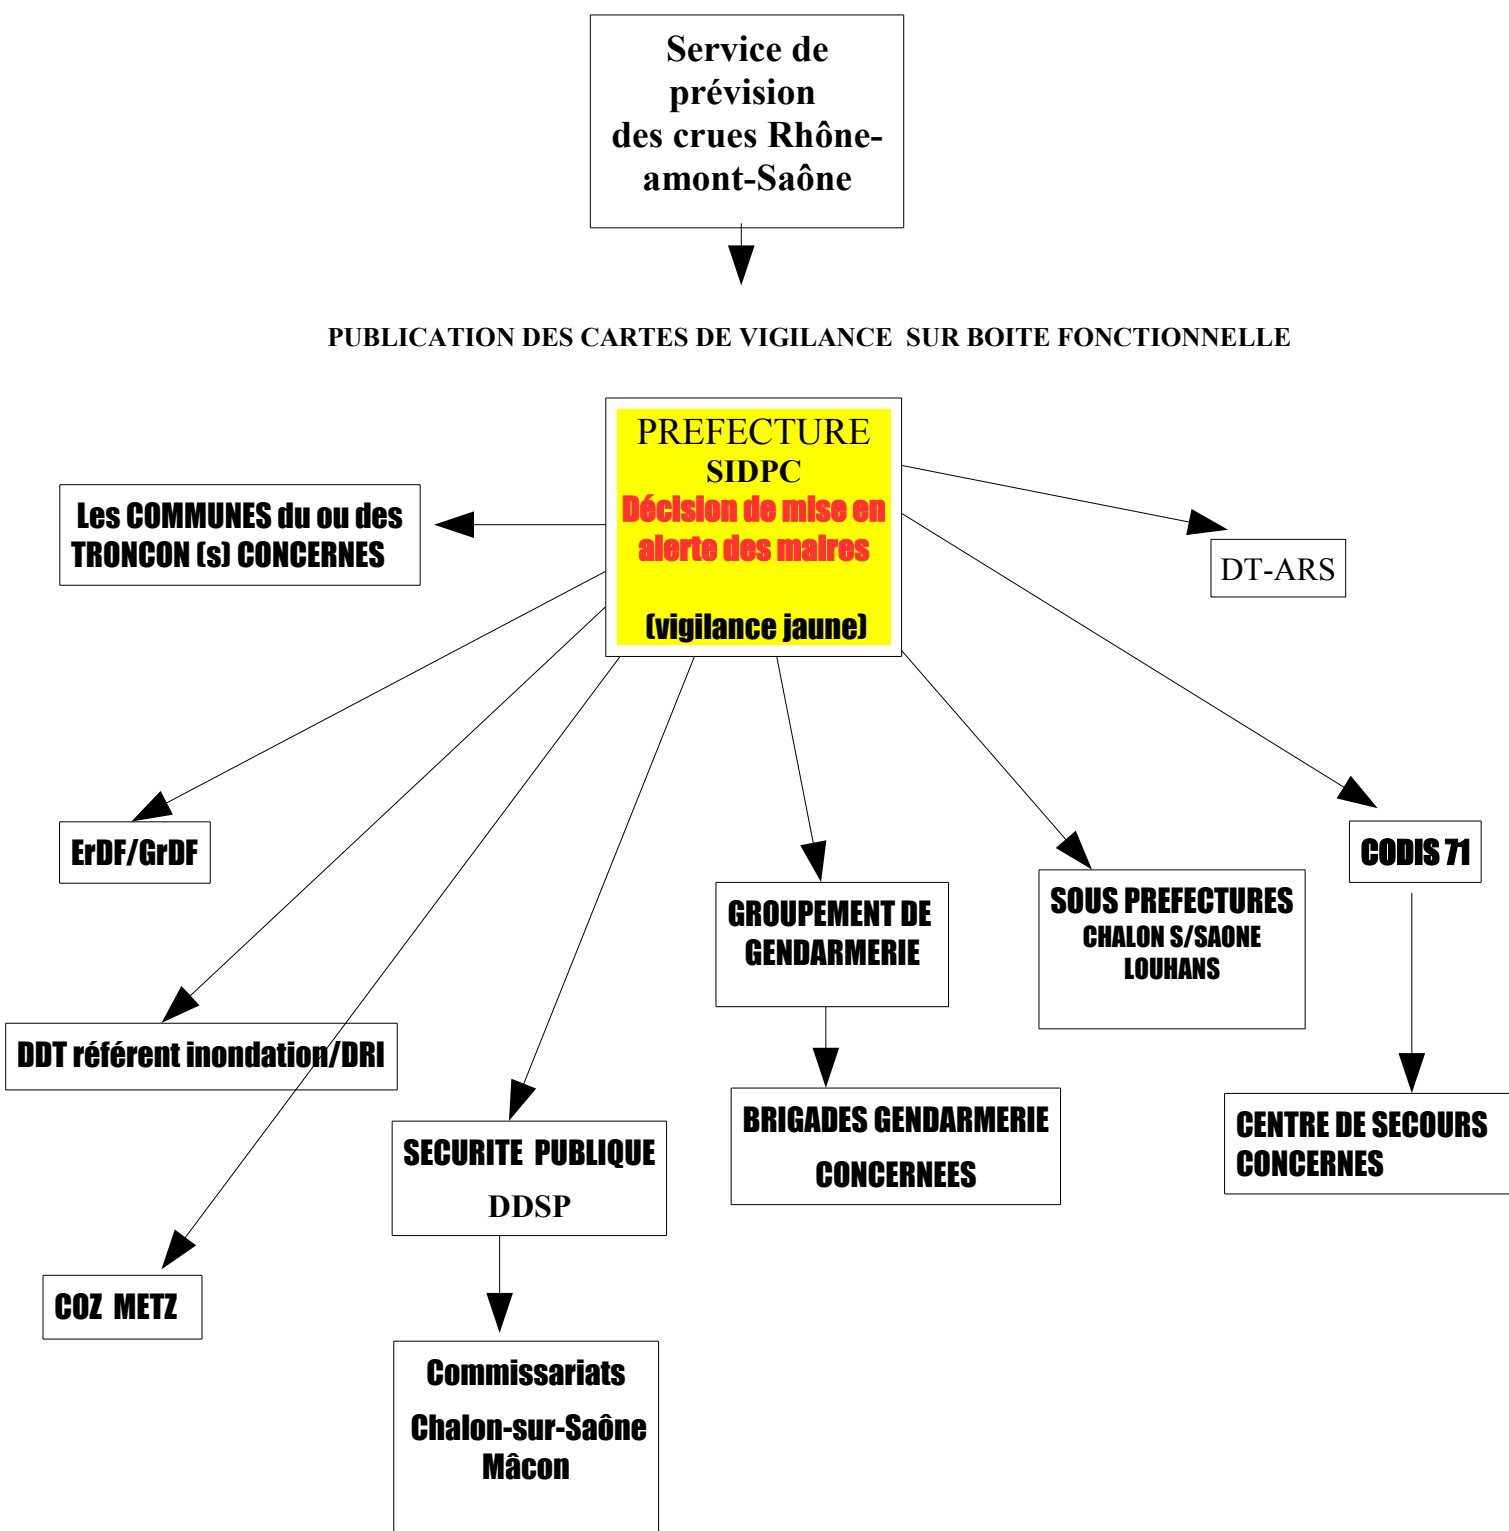 Service de
prévision
des crues Rhône-
amont-Saône
PUBLICATION DES CARTES DE VIGILANCE SUR BOITE FONCTIONNELLE
PREFECTURE
SIDPC
Décision de mise en
alerte des maires
(vigilance jaune)
Les COMMUNES du ou des
TRONCON (s) CONCERNES
DT-ARS
ErDF/GrDF
CODIS 71
GROUPEMENT DE
GENDARMERIE
SOUS PREFECTURES
CHALON S/SAONE
LOUHANS
DDT référent inondation/DRI
BRIGADES GENDARMERIE
CONCERNEES
CENTRE DE SECOURS
CONCERNES
SECURITE PUBLIQUE
DDSP
COZ METZ
Commissariats
Chalon-sur-Saône
Mâcon